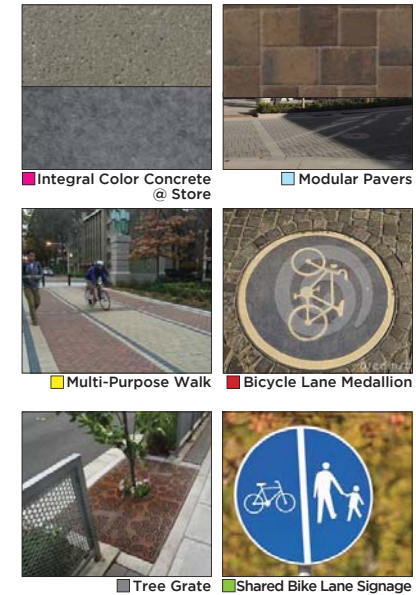 Integral Color Concrete
@ Store
Modular Pavers
Multi-Purpose Walk
Bicycle Lane Medallion
Tree Grate
Shared Bike Lane Signage